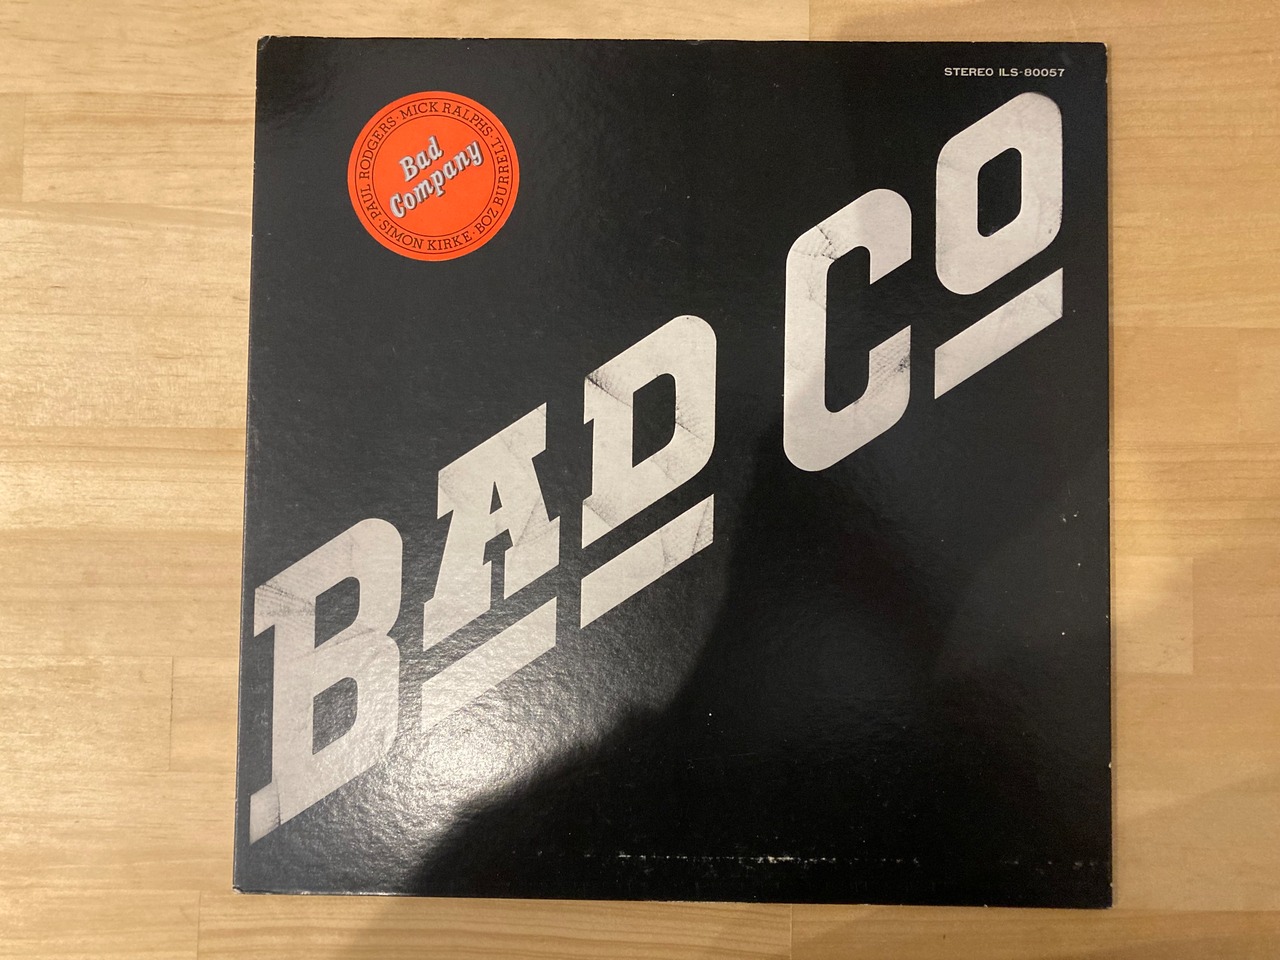 STEREO ILS-80057
PAUL RODGERS · MICK RALPHS · BOZ BURRELL · SIMON KIRKE ·
Bad
Company
BAD CO